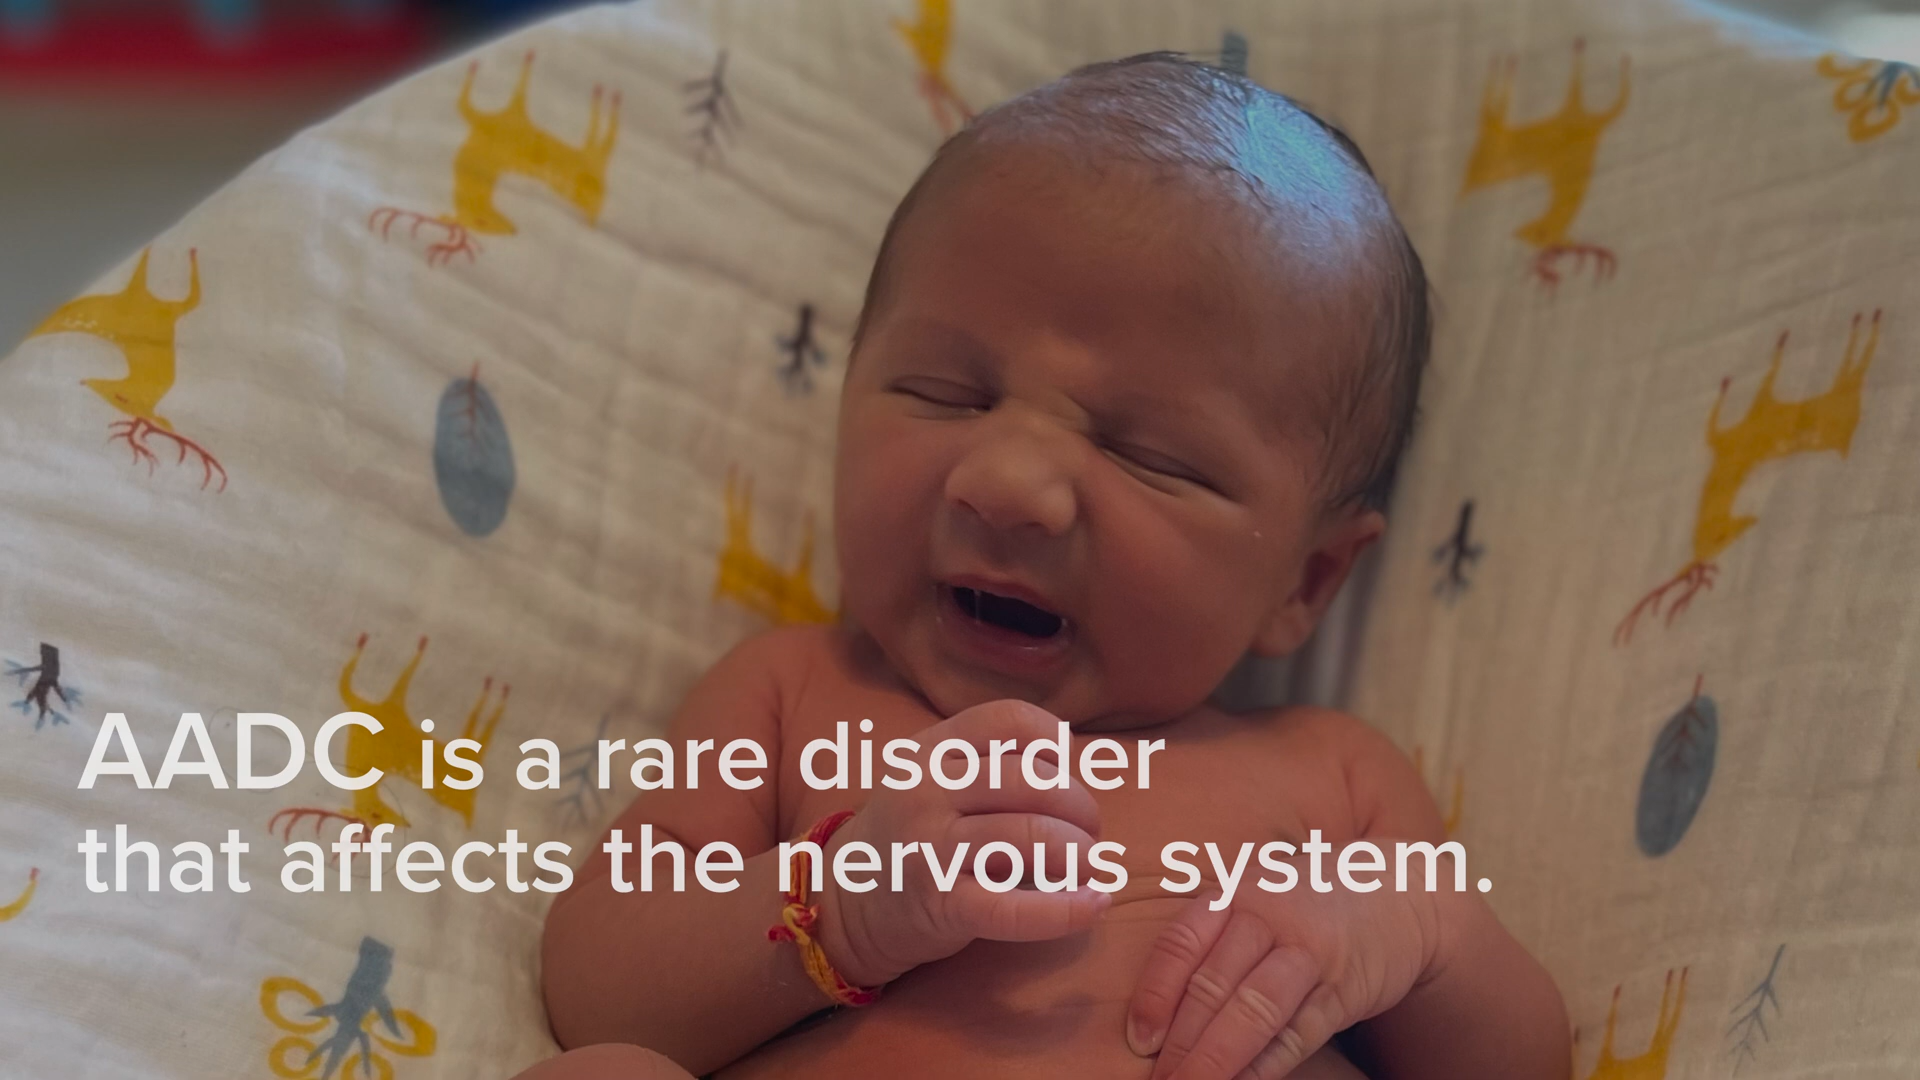 AADC is a rare disorder
that affects the nervous system.